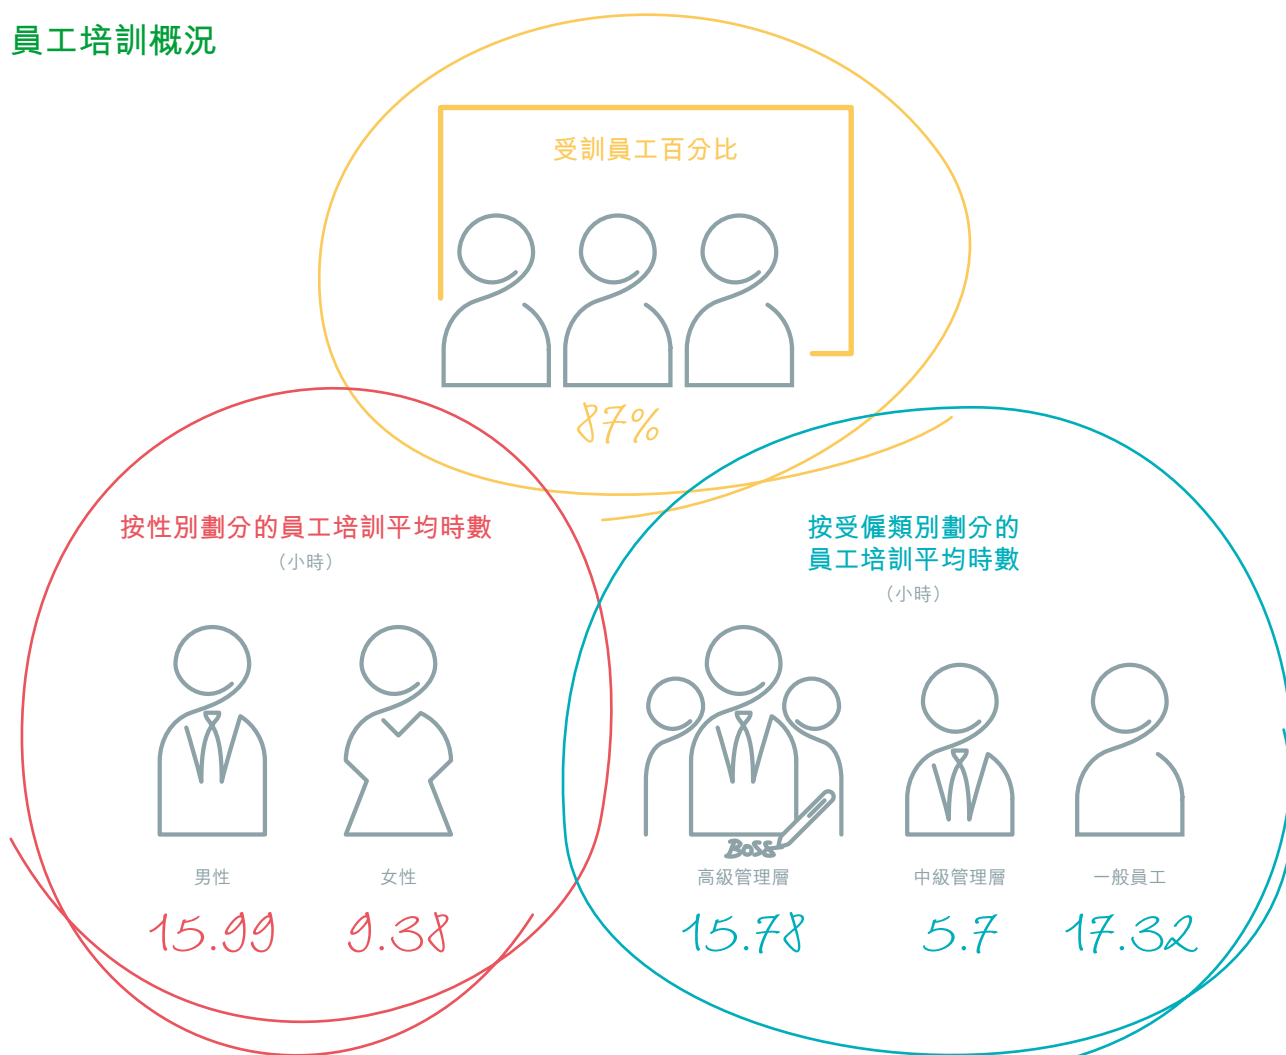 員工培訓概況
受訓員工百分比
87%
按性別劃分的員工培訓平均時數
（小時）
男性
女性
15.99
9.38
按受僱類別劃分的
員工培訓平均時數
（小時）
BOSS
高級管理層
中級管理層
一般員工
15.78
5.7
17.32